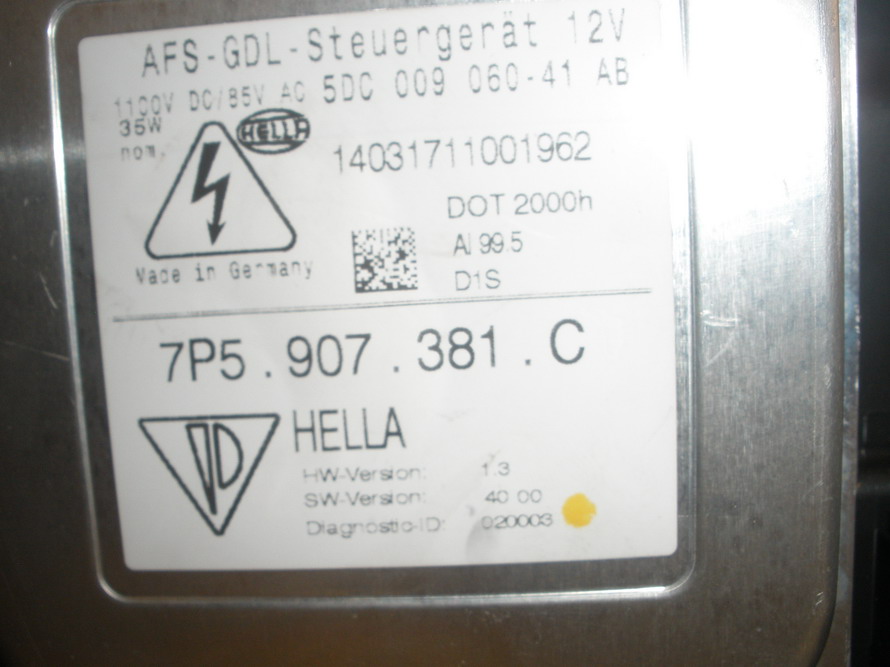 AFS-GDL-Steuergerät 12V
1100V DC/85V AC 5DC 009 060-41 AB
35W
nom.
HELLA
14031711001962
DOT 2000h
Al 99.5
D1S
Made in Germany
7P5.907.381.C
HELLA
HW-Version: 1.3
SW-Version: 40 00
Diagnostic-ID: 020003